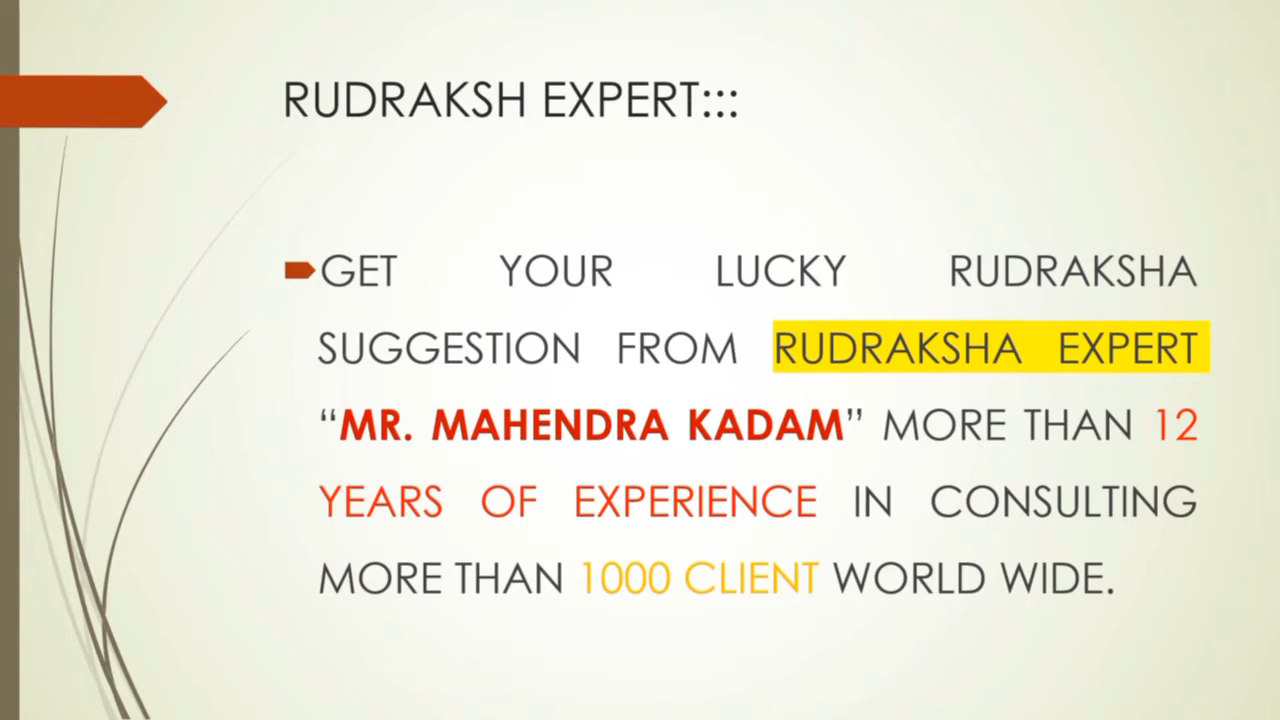 RUDRAKSH EXPERT:::
GET YOUR LUCKY RUDRAKSHA
SUGGESTION FROM RUDRAKSHA EXPERT
“MR. MAHENDRA KADAM” MORE THAN 12
YEARS OF EXPERIENCE IN CONSULTING
MORE THAN 1000 CLIENT WORLD WIDE.